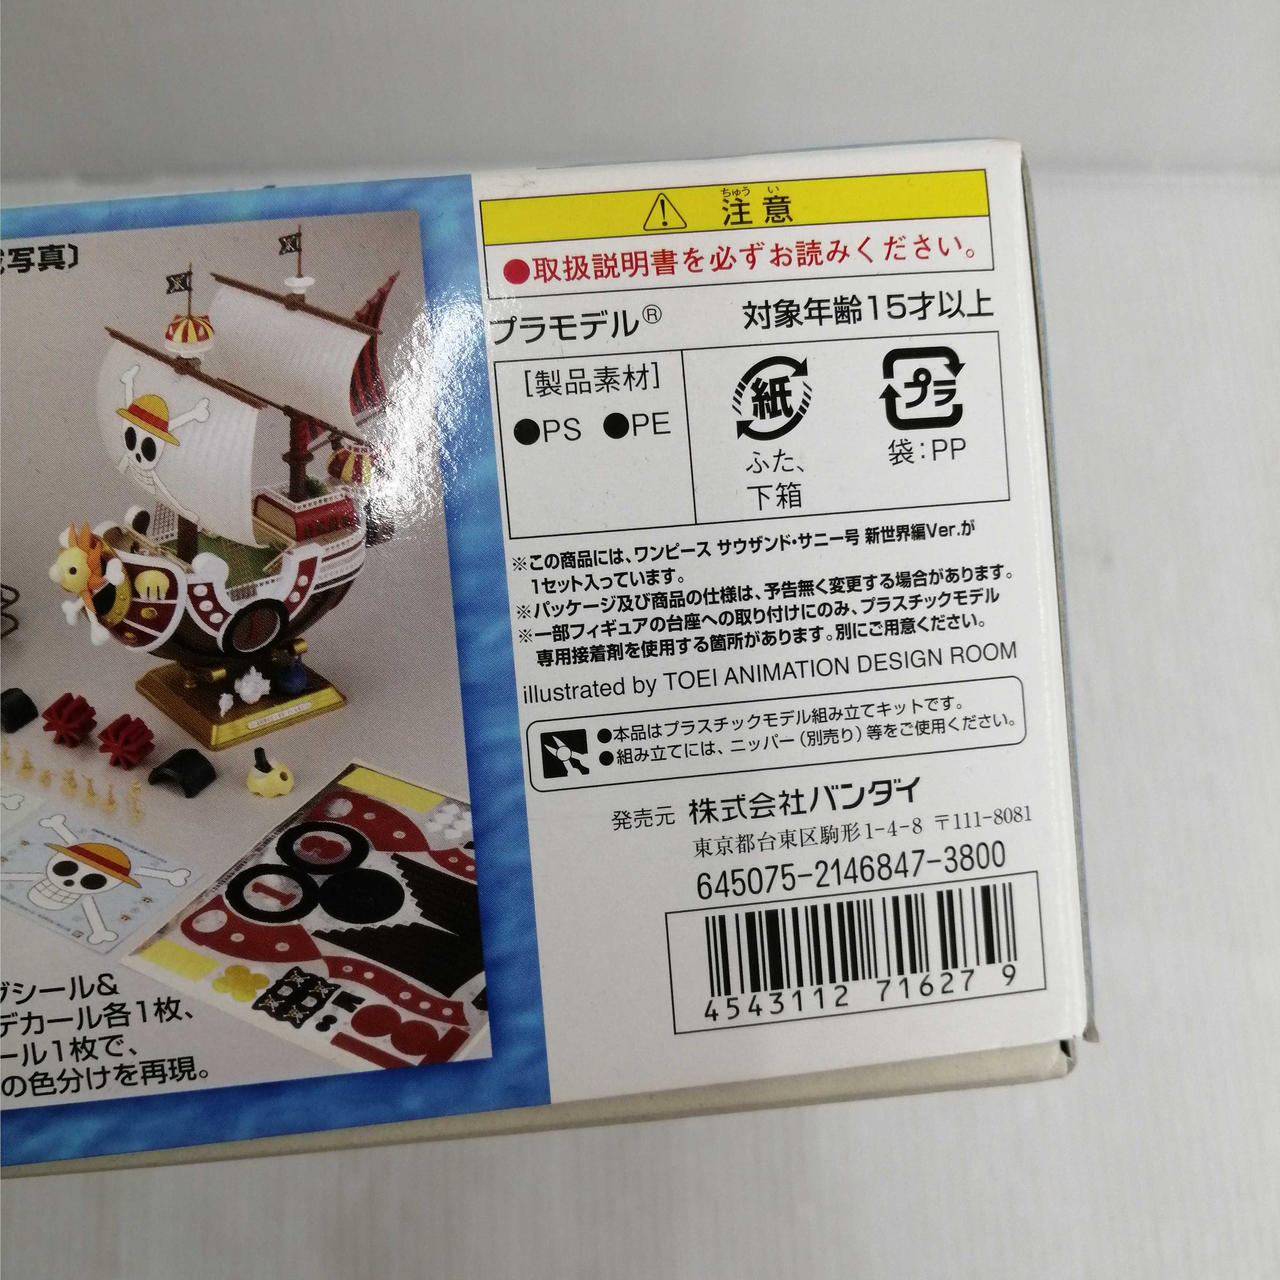 写真〕
ちゅう い
注意
●取扱説明書を必ずお読みください。
プラモデル® 対象年齢15才以上
[製品素材]
●PS ●PE
紙
ふた、
下箱
プラ
袋:PP
※この商品には、ワンピース サウザンド・サニー号 新世界編Ver.が
1セット入っています。
※パッケージ及び商品の仕様は、予告無く変更する場合があります。
※一部フィギュアの台座への取り付けにのみ、プラスチックモデル
専用接着剤を使用する箇所があります。別にご用意ください。
illustrated by TOEI ANIMATION DESIGN ROOM
●本品はプラスチックモデル組み立てキットです。
●組み立てには、ニッパー(別売り)等をご使用ください。
発売元 株式会社バンダイ
東京都台東区駒形1-4-8 〒111-8081
645075-2146847-3800
4543112 71627 9
シール&
デカール各1枚、
ール1枚で、
の色分けを再現。